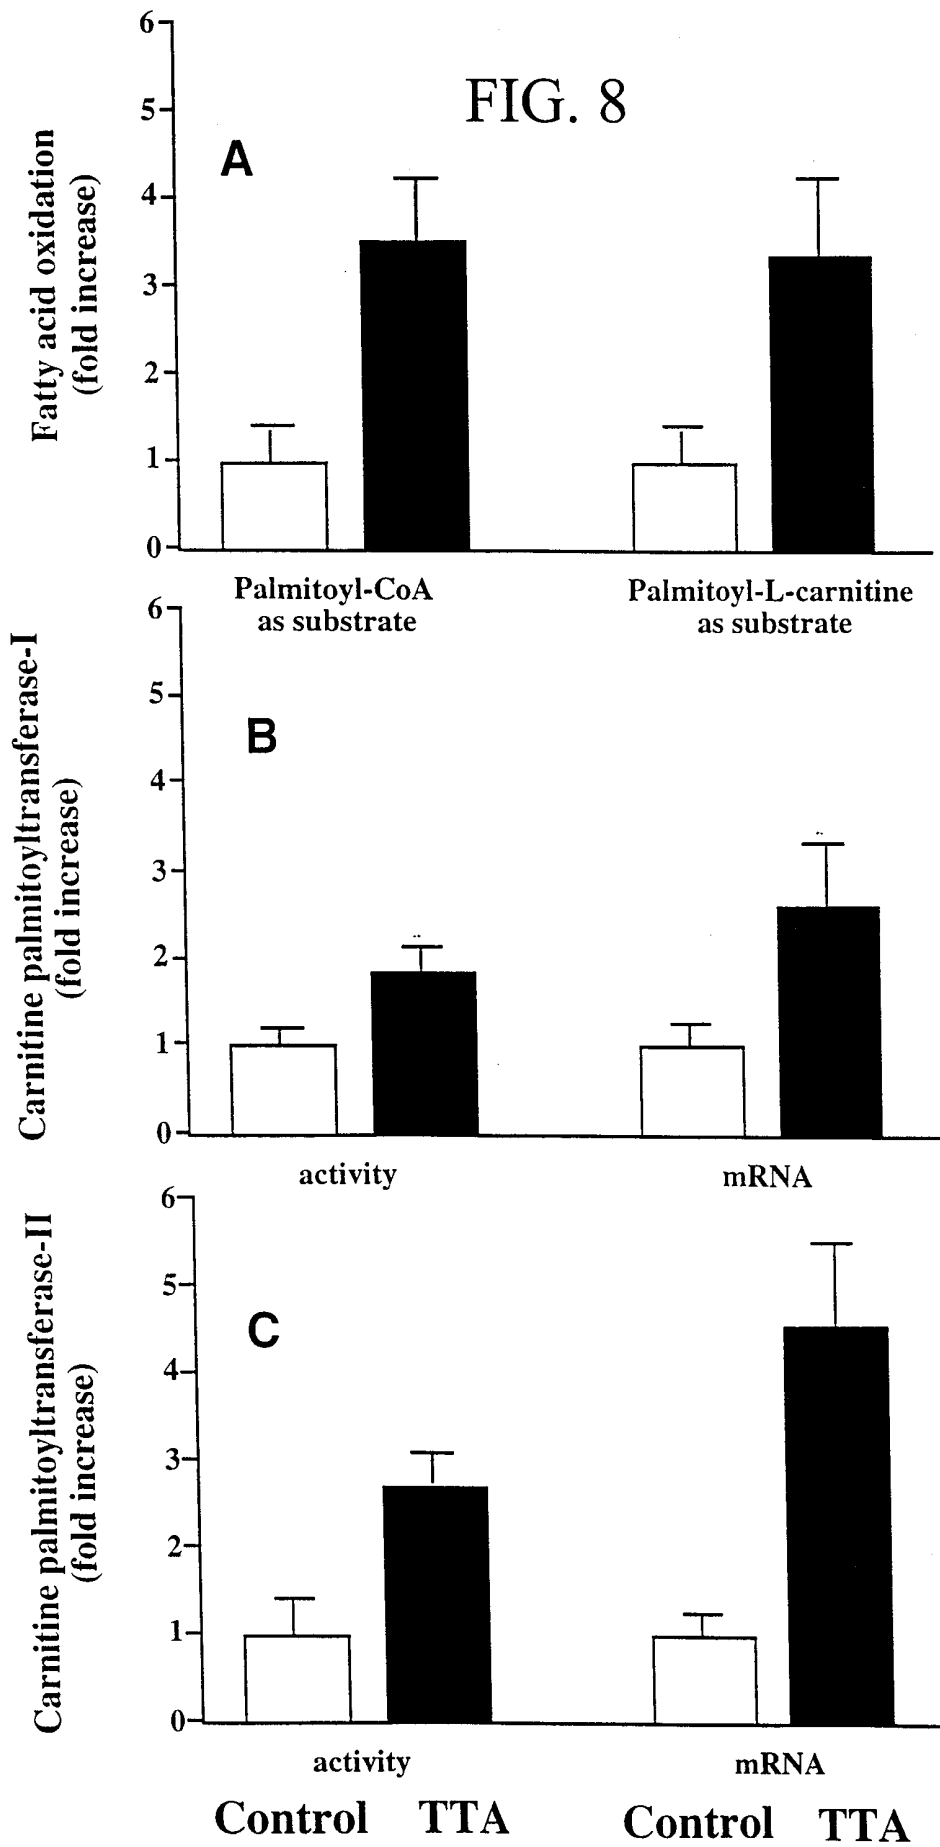 FIG. 8
A
Fatty acid oxidation
(fold increase)
6
5
4
3
2
1
0
Palmitoyl-CoA
as substrate
Palmitoyl-L-carnitine
as substrate
B
Carnitine palmitoyltransferase-I
(fold increase)
6
5
4
3
2
1
0
activity
mRNA
C
Carnitine palmitoyltransferase-II
(fold increase)
6
5
4
3
2
1
0
activity
mRNA
Control TTA
Control TTA